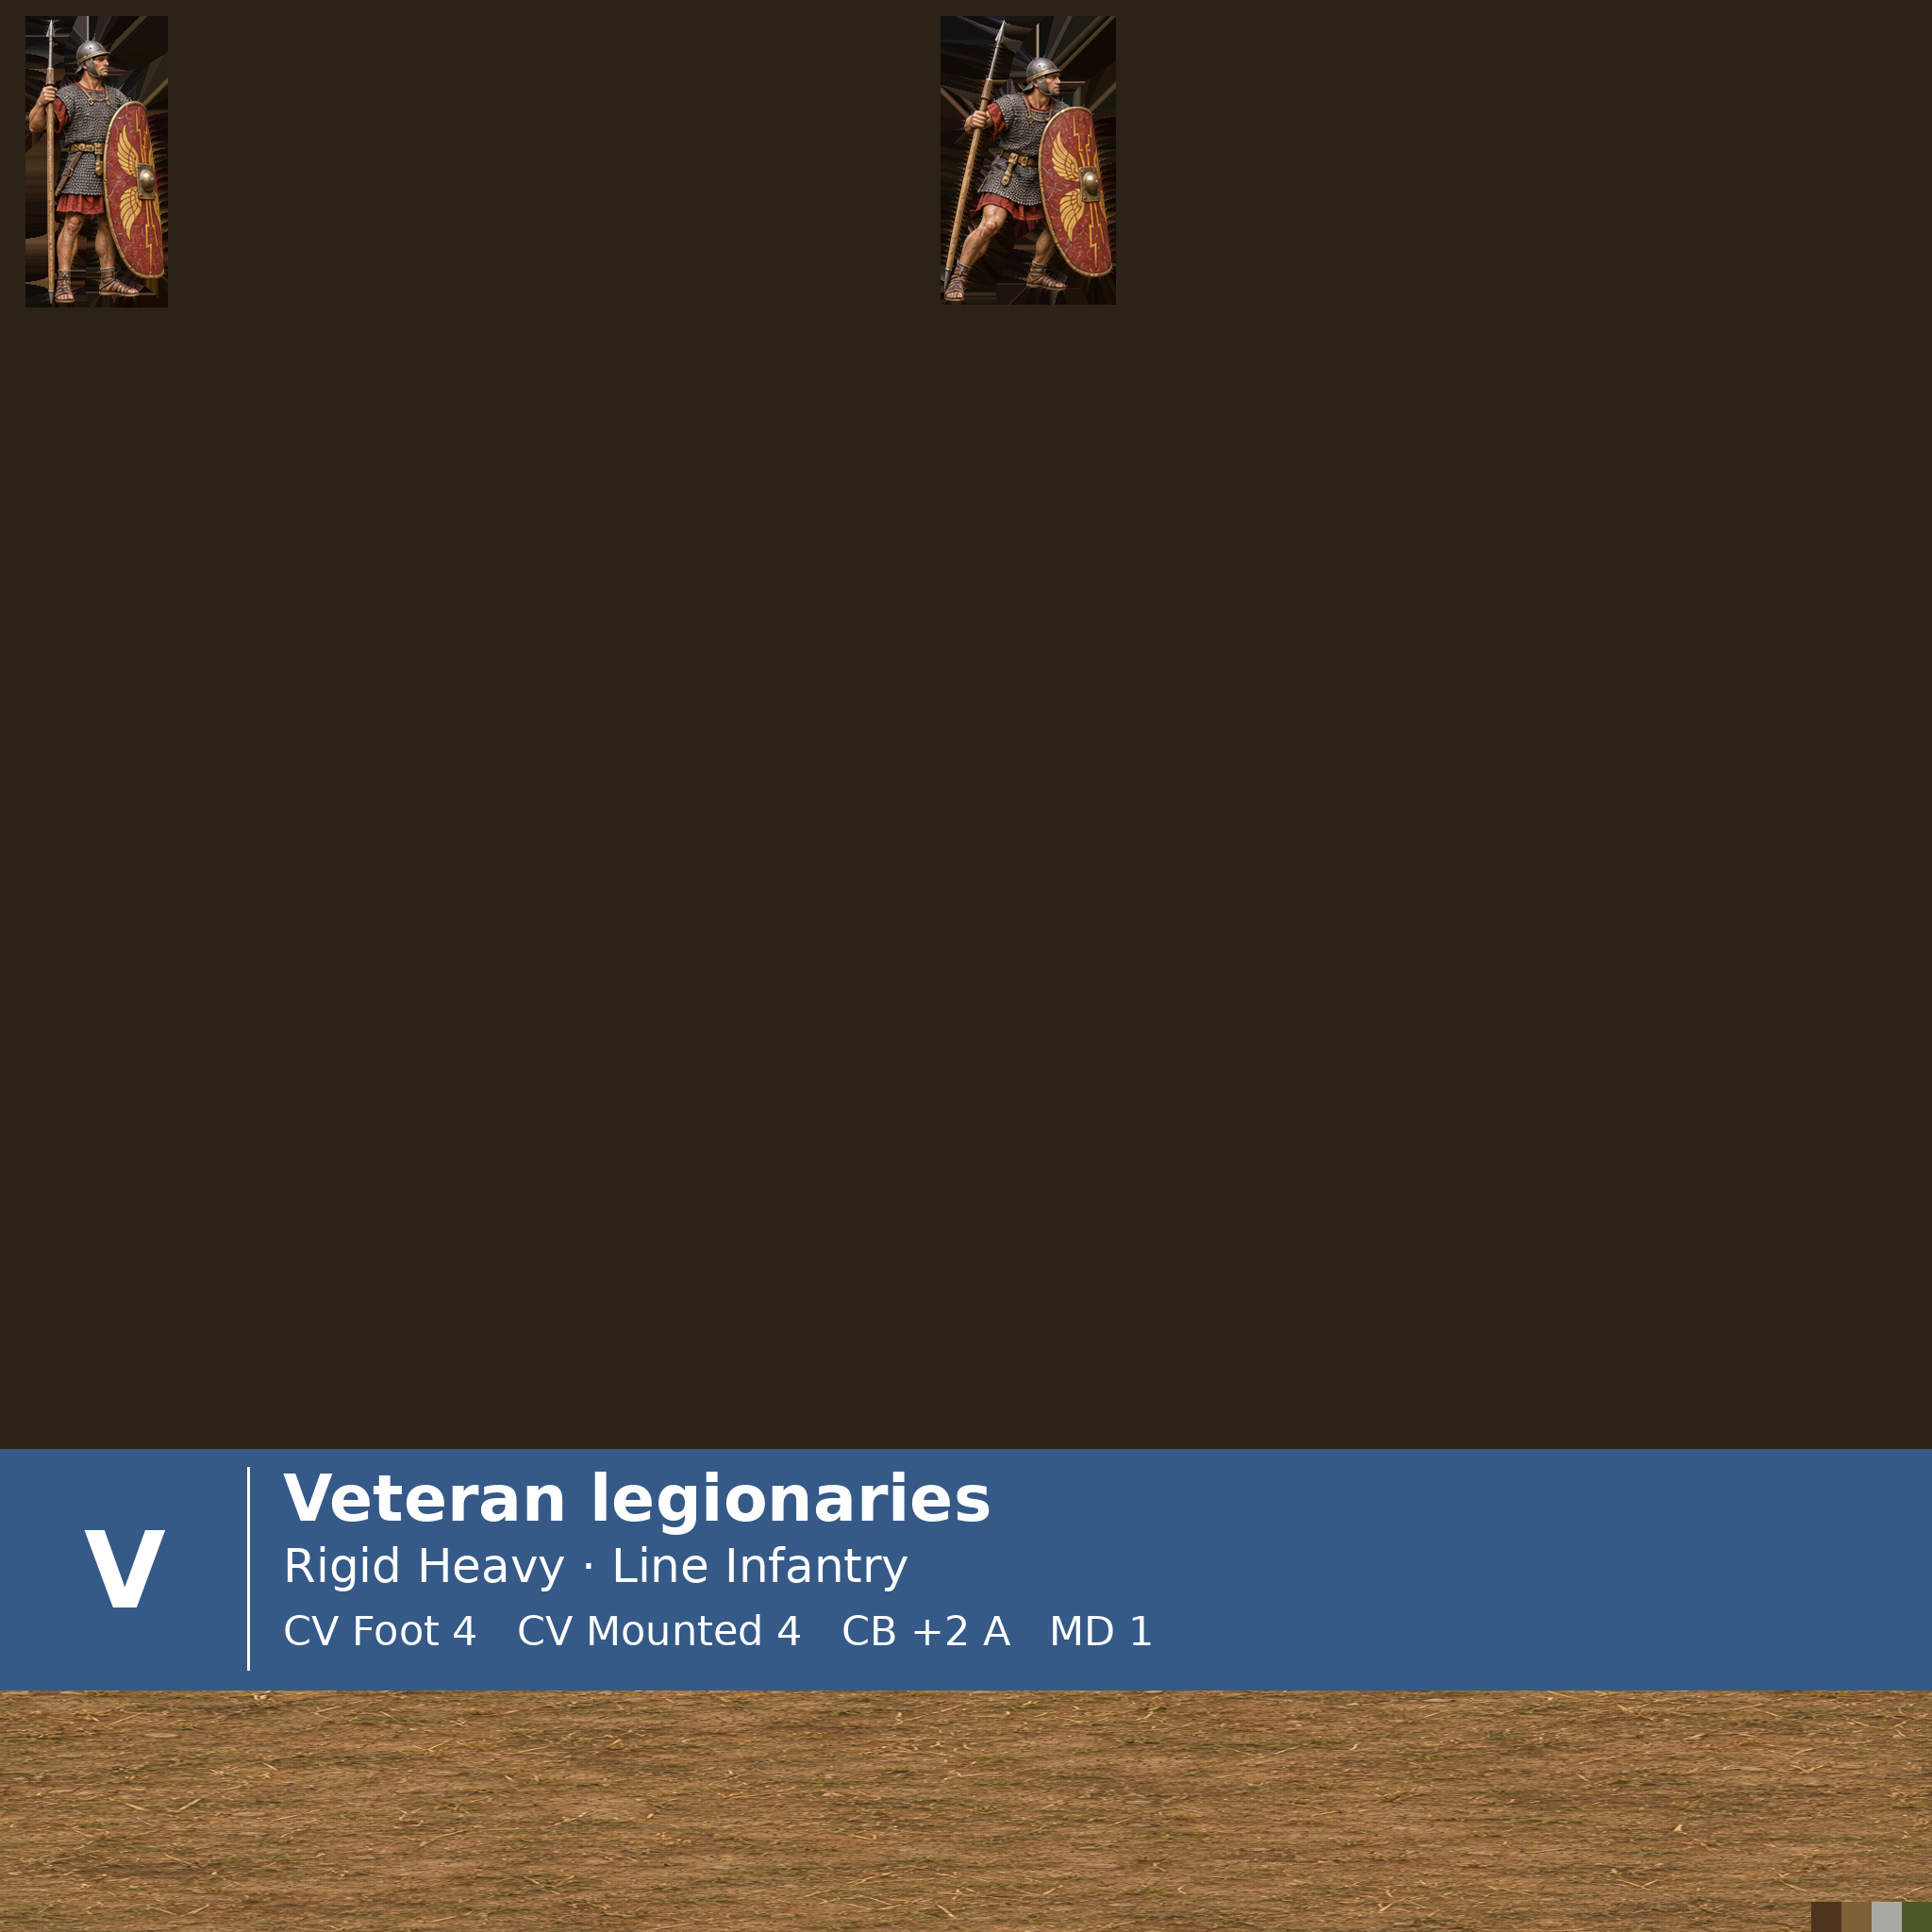 V
Veteran legionaries
Rigid Heavy · Line Infantry
CV Foot 4 CV Mounted 4 CB +2 A MD 1